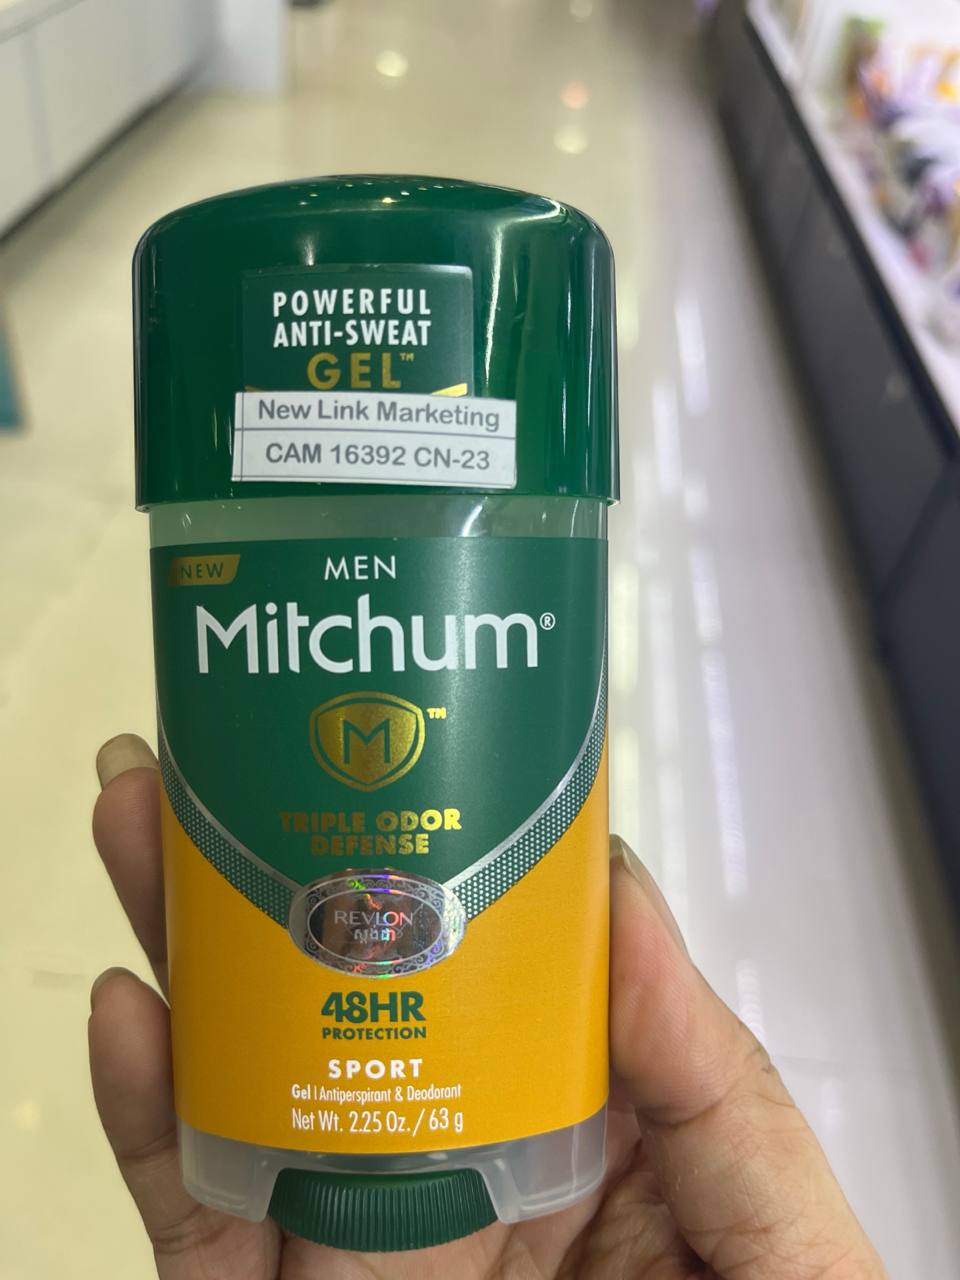 POWERFUL
ANTI-SWEAT
GEL™
New Link Marketing
CAM 16392 CN-23
NEW
MEN
Mitchum®
M™
TRIPLE ODOR
DEFENSE
REVLON
48HR
PROTECTION
SPORT
Gel | Antiperspirant & Deodorant
Net Wt. 2.25 Oz. / 63 g